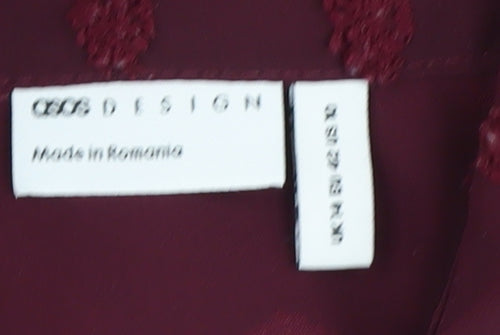 ASOS DESIGN
Made in Romania
UK 14 EU 42 US 10